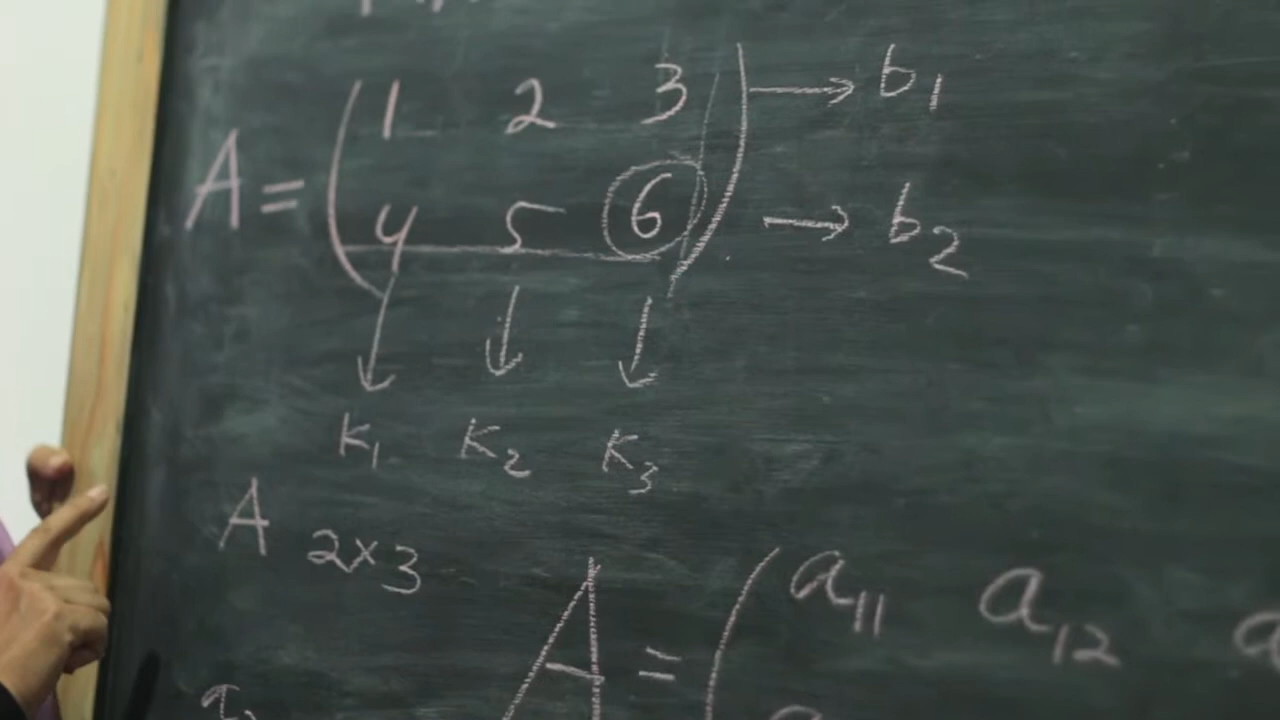 A = ( 1 2 3 ) → b1
4 5 6 → b2
↓ ↓ ↓
K1 K2 K3
A 2×3
A = ( a11 a12